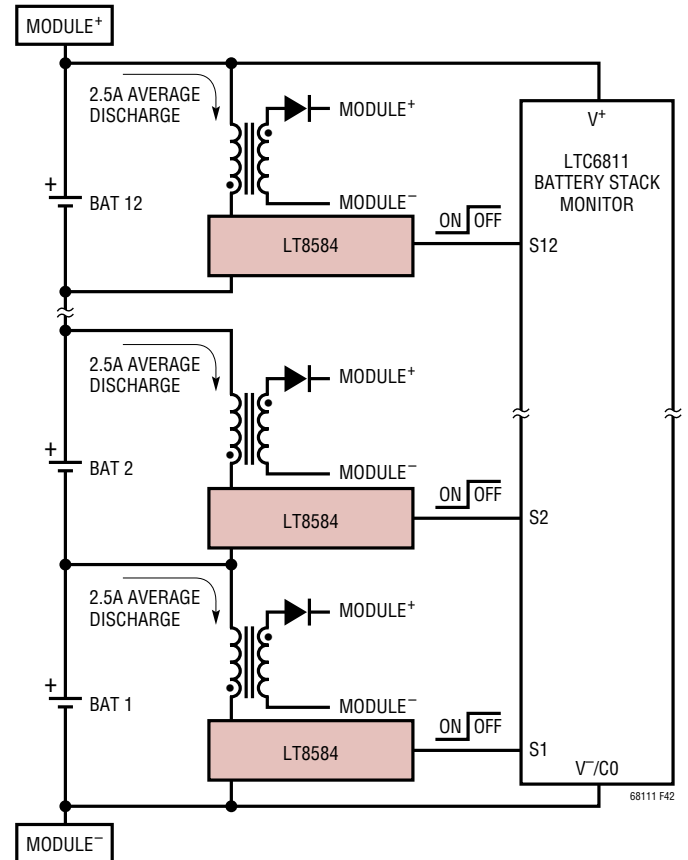 MODULE+
2.5A AVERAGE
DISCHARGE
MODULE+
V+
LTC6811
BATTERY STACK
MONITOR
+
BAT 12
MODULE−
ON OFF
LT8584
S12
2.5A AVERAGE
DISCHARGE
MODULE+
+
BAT 2
MODULE−
ON OFF
LT8584
S2
2.5A AVERAGE
DISCHARGE
MODULE+
+
BAT 1
MODULE−
ON OFF
LT8584
S1
V−/C0
68111 F42
MODULE−